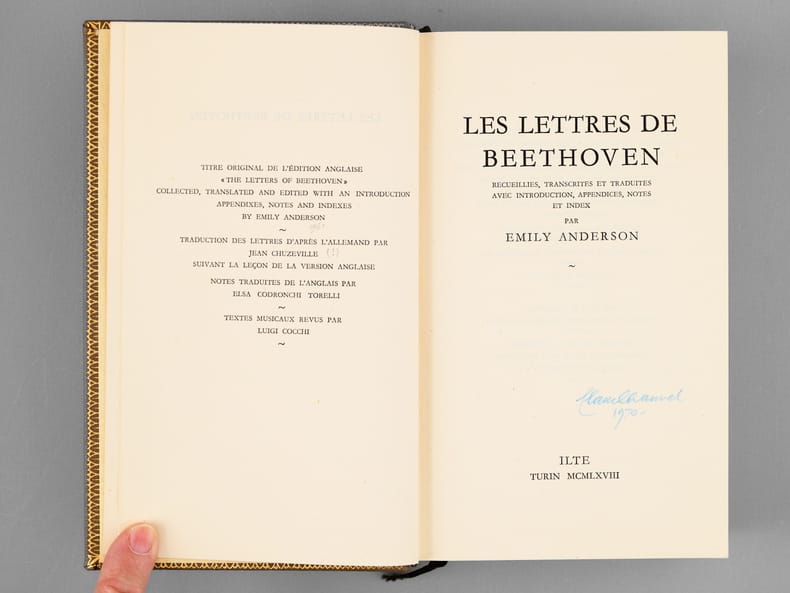 TITRE ORIGINAL DE L'ÉDITION ANGLAISE
« THE LETTERS OF BEETHOVEN »
COLLECTED, TRANSLATED AND EDITED WITH AN INTRODUCTION
APPENDIXES, NOTES AND INDEXES
BY EMILY ANDERSON
1961
~
TRADUCTION DES LETTRES D'APRÈS L'ALLEMAND PAR
JEAN CHUZEVILLE (!)
SUIVANT LA LEÇON DE LA VERSION ANGLAISE
NOTES TRADUITES DE L'ANGLAIS PAR
ELSA CODRONCHI TORELLI
~
TEXTES MUSICAUX REVUS PAR
LUIGI COCCHI
~
LES LETTRES DE
BEETHOVEN
RECUEILLIES, TRANSCRITES ET TRADUITES
AVEC INTRODUCTION, APPENDICES, NOTES
ET INDEX
PAR
EMILY ANDERSON
~
1970
ILTE
TURIN MCMLXVIII